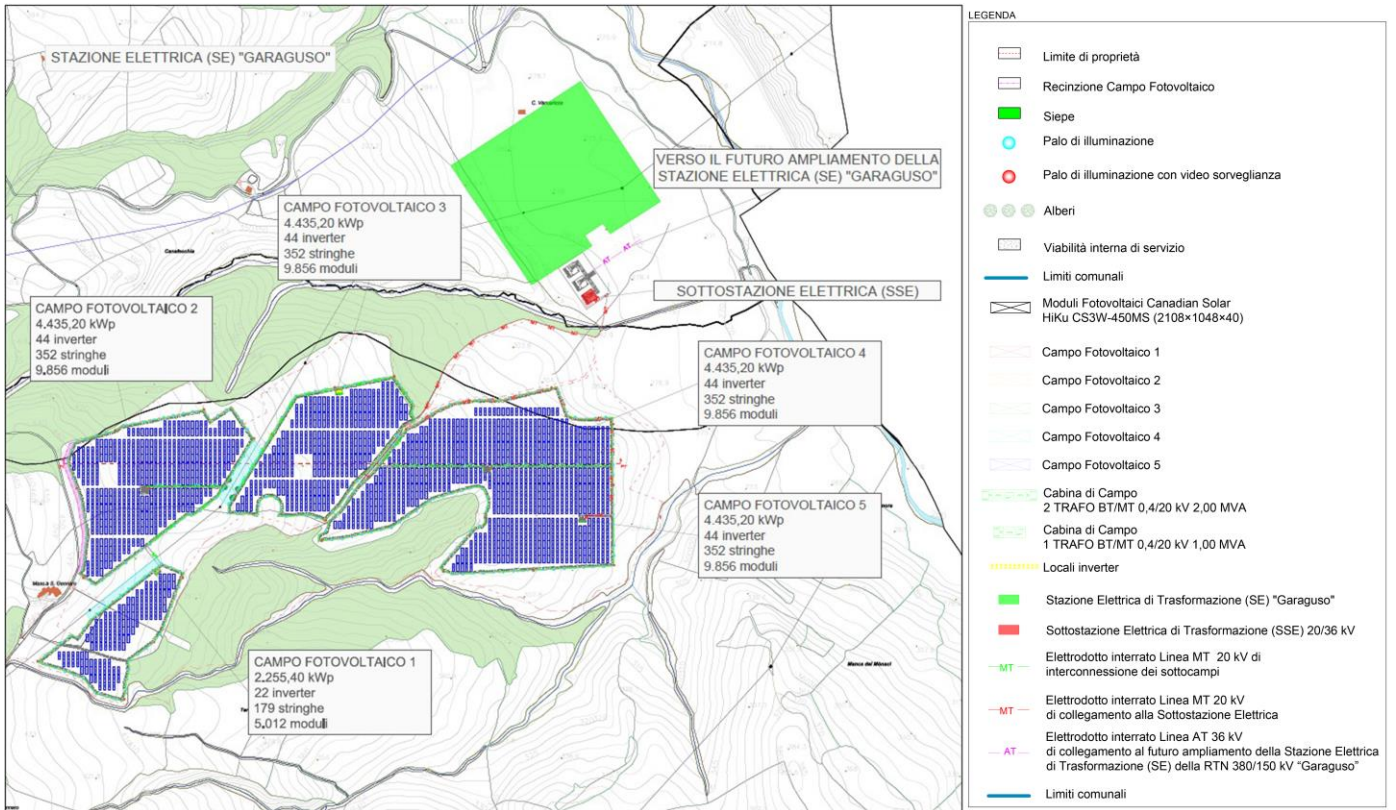 STAZIONE ELETTRICA (SE) "GARAGUSO"
VERSO IL FUTURO AMPLIAMENTO DELLA
STAZIONE ELETTRICA (SE) "GARAGUSO"
CAMPO FOTOVOLTAICO 3
4.435,20 kWp
44 inverter
352 stringhe
9.856 moduli
SOTTOSTAZIONE ELETTRICA (SSE)
CAMPO FOTOVOLTAICO 2
4.435,20 kWp
44 inverter
352 stringhe
9.856 moduli
CAMPO FOTOVOLTAICO 4
4.435,20 kWp
44 inverter
352 stringhe
9.856 moduli
CAMPO FOTOVOLTAICO 5
4.435,20 kWp
44 inverter
352 stringhe
9.856 moduli
CAMPO FOTOVOLTAICO 1
2.255,40 kWp
22 inverter
179 stringhe
5.012 moduli
AT
AT
Manca dei Monaci
LEGENDA
Limite di proprietà
Recinzione Campo Fotovoltaico
Siepe
Palo di illuminazione
Palo di illuminazione con video sorveglianza
Alberi
Viabilità interna di servizio
Limiti comunali
Moduli Fotovoltaici Canadian Solar
HiKu CS3W-450MS (2108×1048×40)
Campo Fotovoltaico 1
Campo Fotovoltaico 2
Campo Fotovoltaico 3
Campo Fotovoltaico 4
Campo Fotovoltaico 5
Cabina di Campo
2 TRAFO BT/MT 0,4/20 kV 2,00 MVA
Cabina di Campo
1 TRAFO BT/MT 0,4/20 kV 1,00 MVA
Locali inverter
Stazione Elettrica di Trasformazione (SE) "Garaguso"
Sottostazione Elettrica di Trasformazione (SSE) 20/36 kV
MT Elettrodotto interrato Linea MT 20 kV di
interconnessione dei sottocampi
MT Elettrodotto interrato Linea MT 20 kV
di collegamento alla Sottostazione Elettrica
AT Elettrodotto interrato Linea AT 36 kV
di collegamento al futuro ampliamento della Stazione Elettrica
di Trasformazione (SE) della RTN 380/150 kV “Garaguso”
Limiti comunali